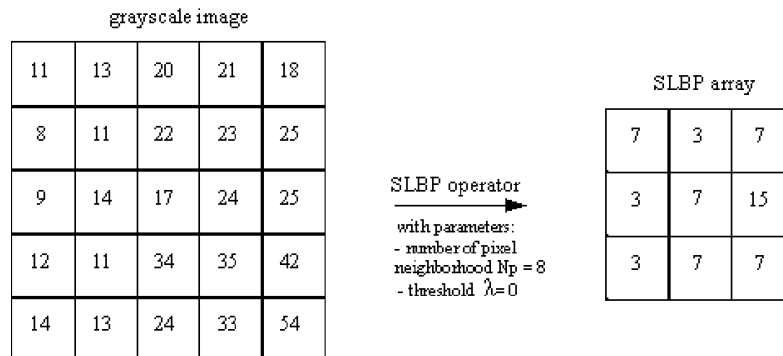 grayscale image
11 13 20 21 18
8 11 22 23 25
9 14 17 24 25
12 11 34 35 42
14 13 24 33 54
SLBP operator
with parameters:
- number of pixel
neighborhood Np = 8
- threshold λ=0
SLBP array
7 3 7
3 7 15
3 7 7